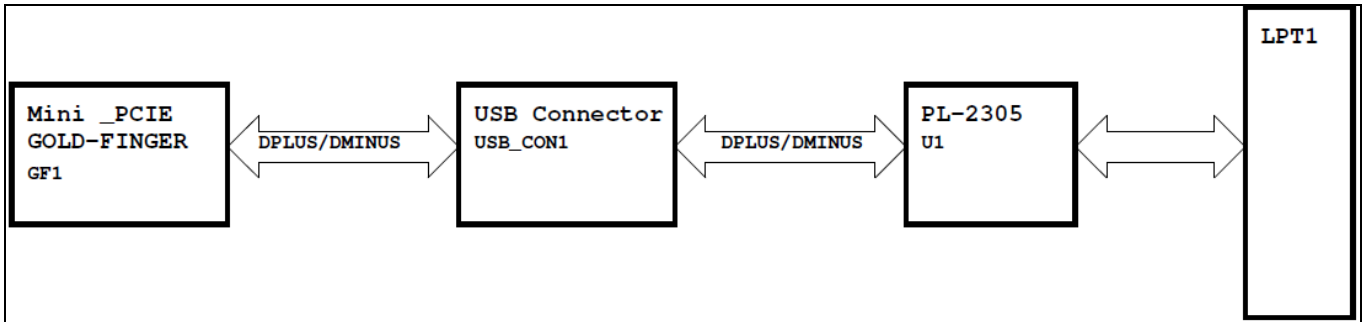 LPT1
Mini _PCIE
GOLD-FINGER
GF1
DPLUS/DMINUS
USB Connector
USB_CON1
DPLUS/DMINUS
PL-2305
U1